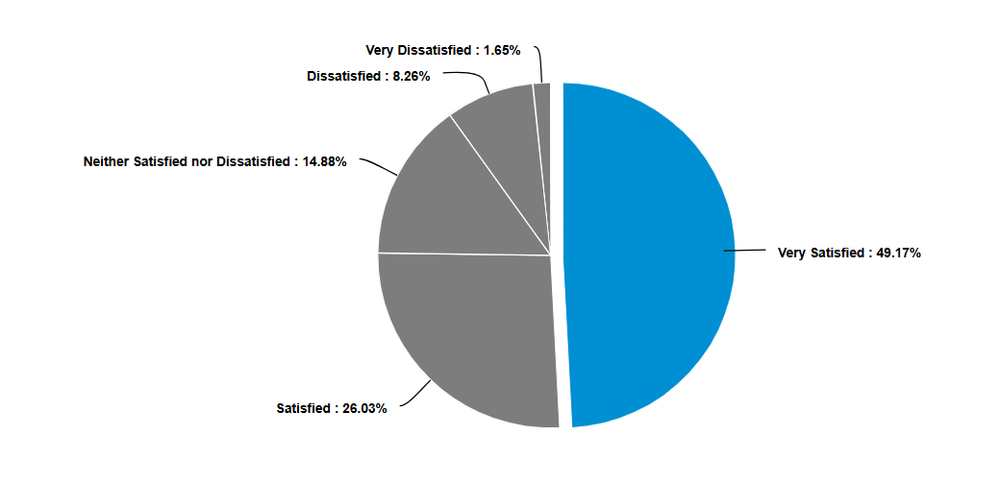 Very Dissatisfied : 1.65%
Dissatisfied : 8.26%
Neither Satisfied nor Dissatisfied : 14.88%
Very Satisfied : 49.17%
Satisfied : 26.03%